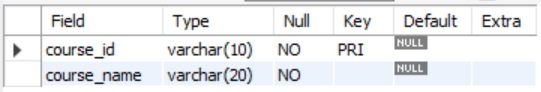 Field Type Null Key Default Extra
course_id varchar(10) NO PRI NULL
course_name varchar(20) NO NULL